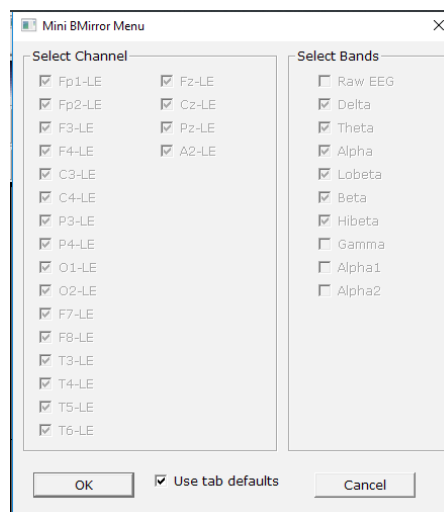 Mini BMirror Menu
Select Channel
Fp1-LE
Fp2-LE
F3-LE
F4-LE
C3-LE
C4-LE
P3-LE
P4-LE
O1-LE
O2-LE
F7-LE
F8-LE
T3-LE
T4-LE
T5-LE
T6-LE
Fz-LE
Cz-LE
Pz-LE
A2-LE
Select Bands
Raw EEG
Delta
Theta
Alpha
Lobeta
Beta
Hibeta
Gamma
Alpha1
Alpha2
OK
Use tab defaults
Cancel